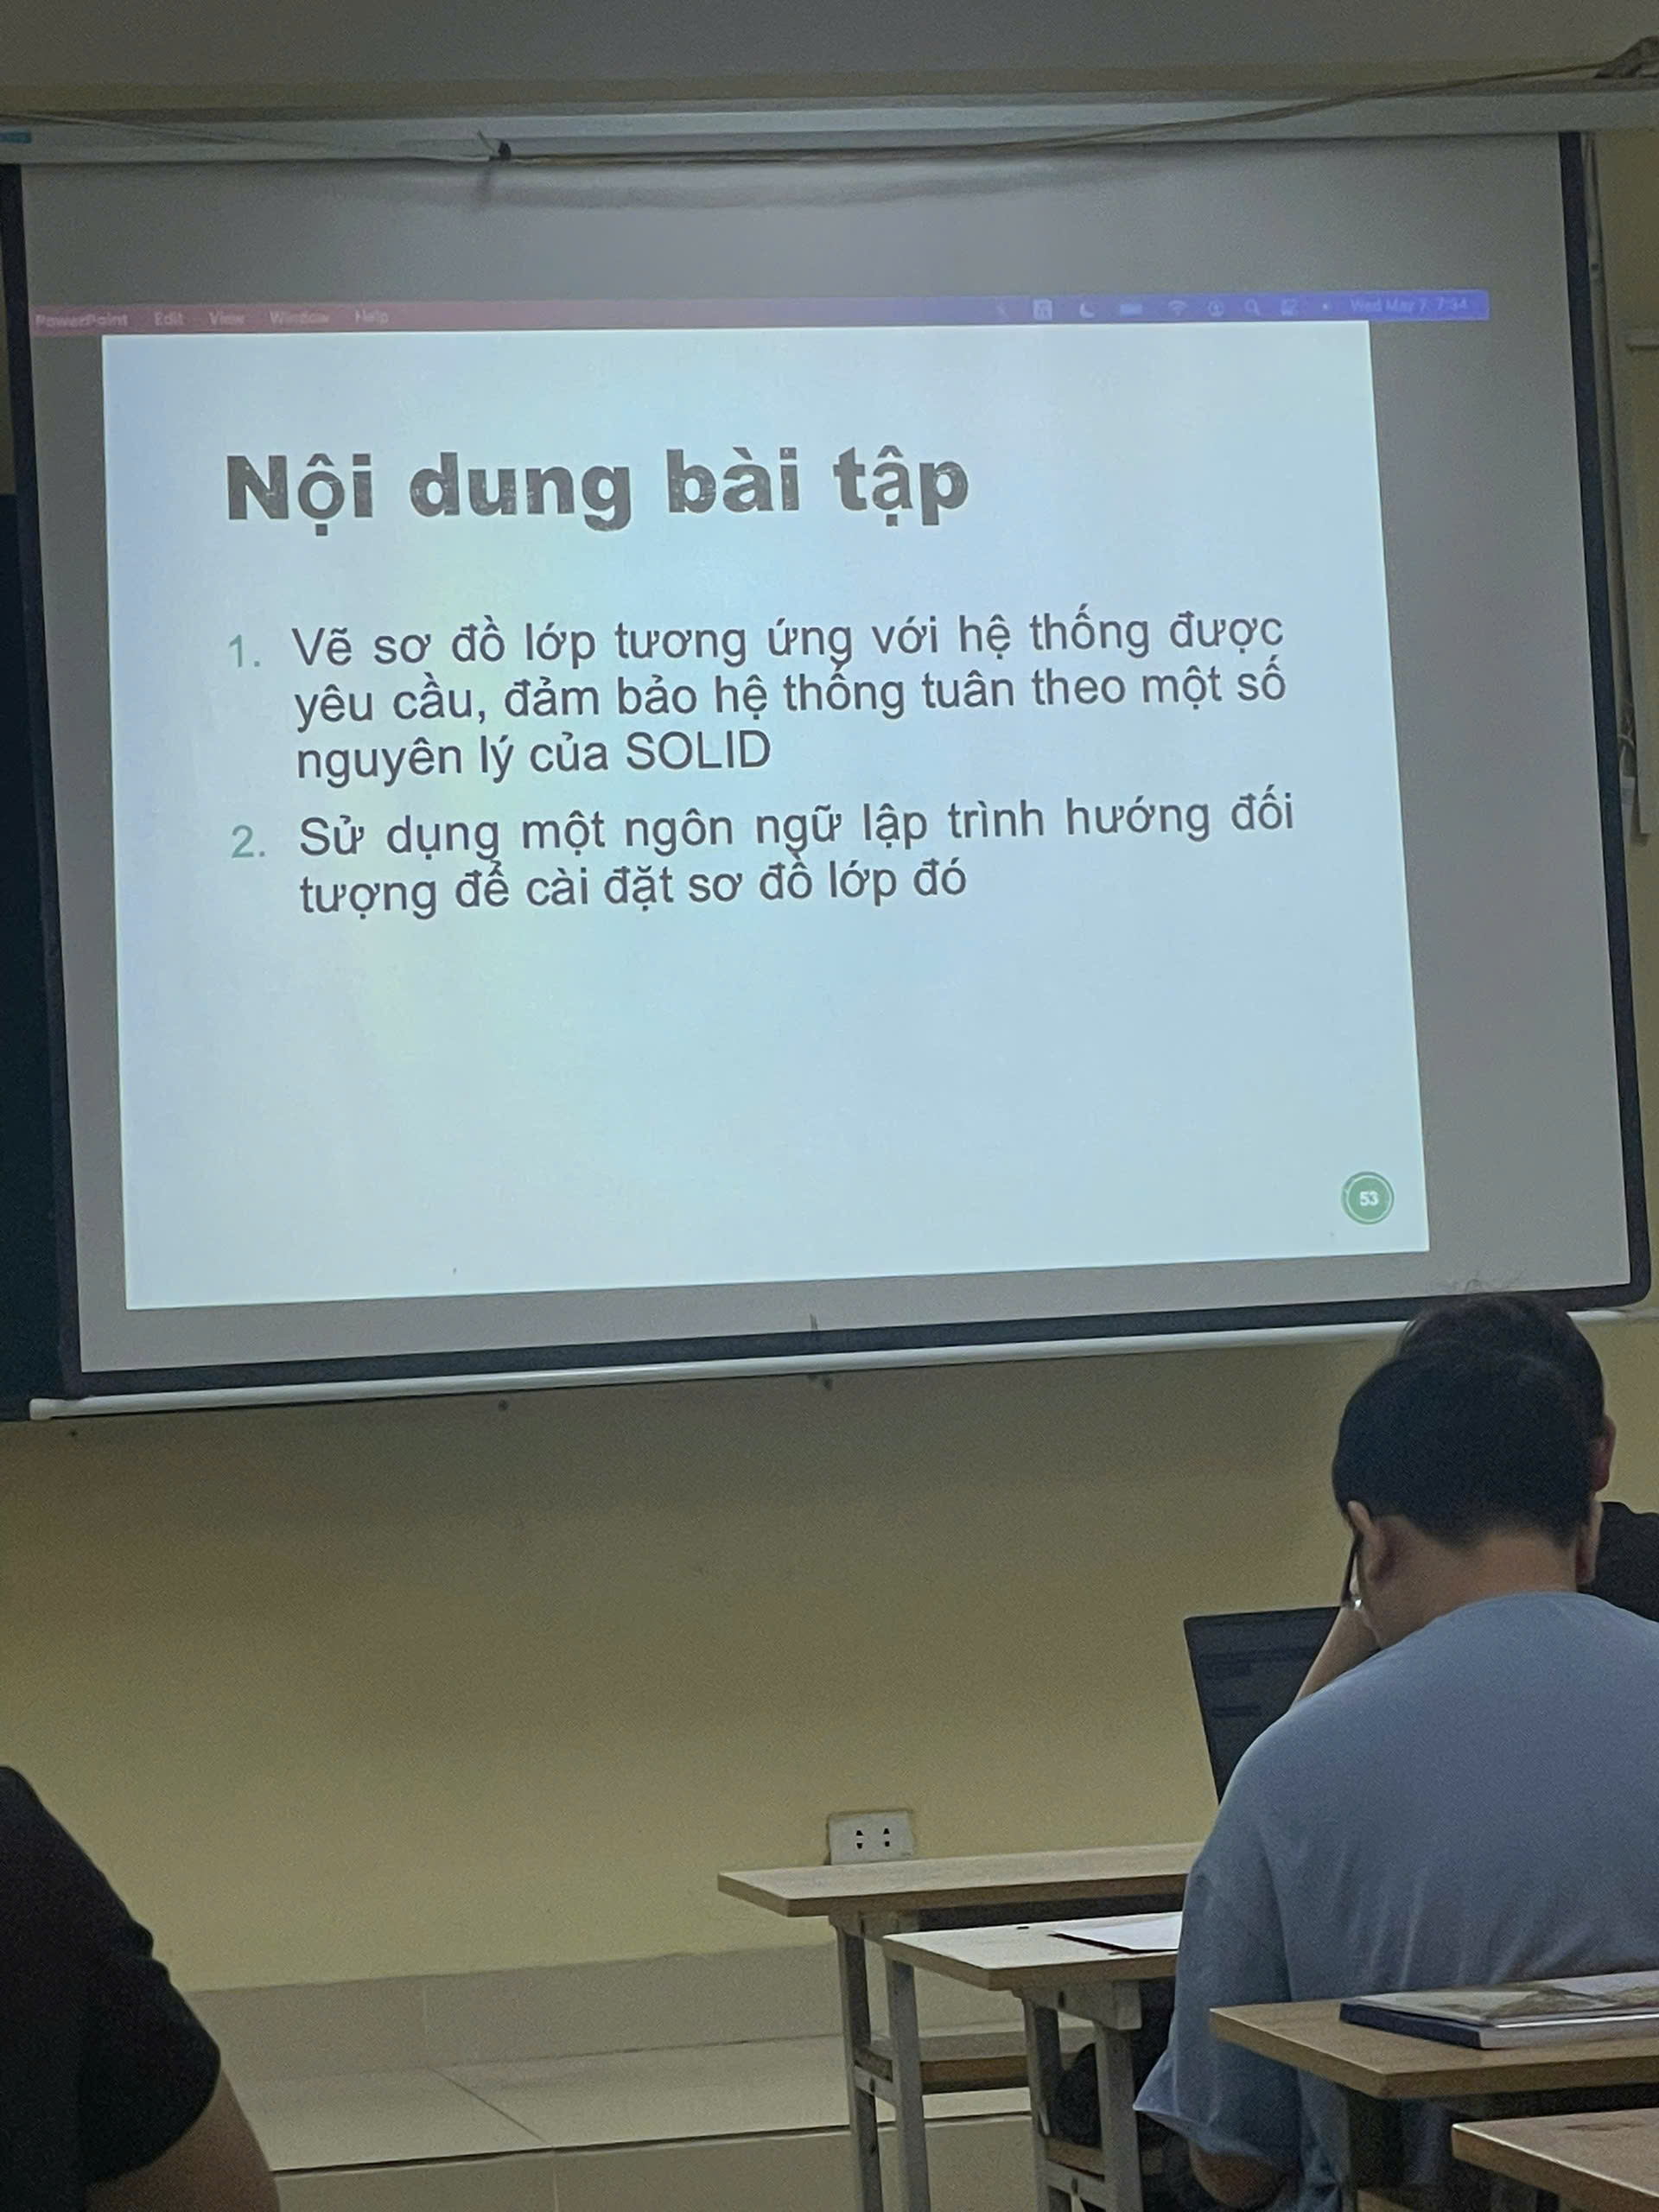 PowerPoint Edit View Window Help Wed May 7 7:34
Nội dung bài tập
1. Vẽ sơ đồ lớp tương ứng với hệ thống được
yêu cầu, đảm bảo hệ thống tuân theo một số
nguyên lý của SOLID
2. Sử dụng một ngôn ngữ lập trình hướng đối
tượng để cài đặt sơ đồ lớp đó
53